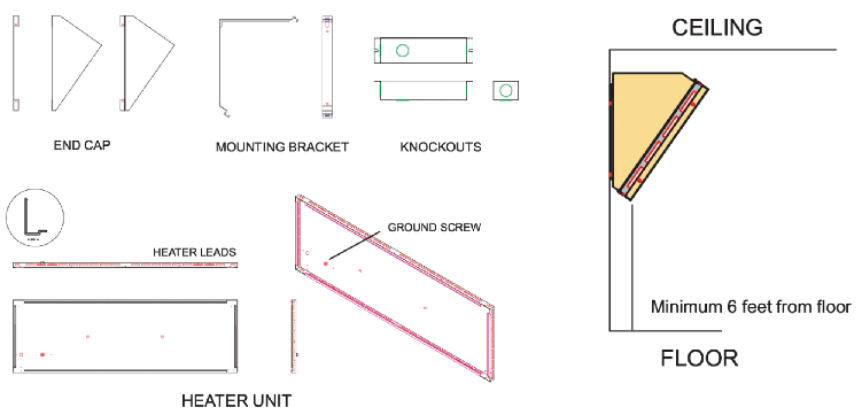 CEILING
END CAP
MOUNTING BRACKET
KNOCKOUTS
GROUND SCREW
HEATER LEADS
Minimum 6 feet from floor
FLOOR
HEATER UNIT